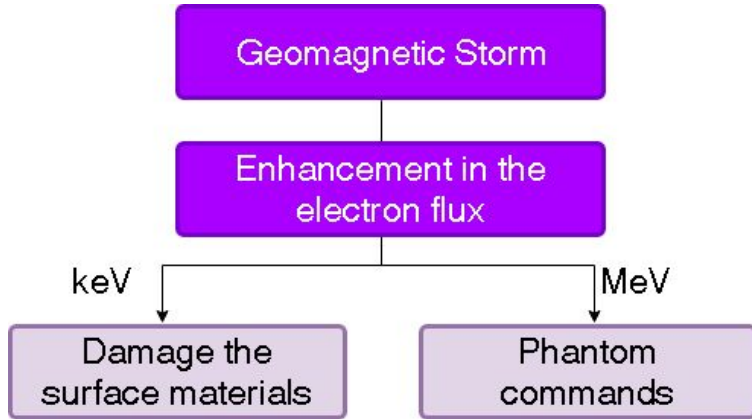 Geomagnetic Storm
Enhancement in the
electron flux
keV
MeV
Damage the
surface materials
Phantom
commands